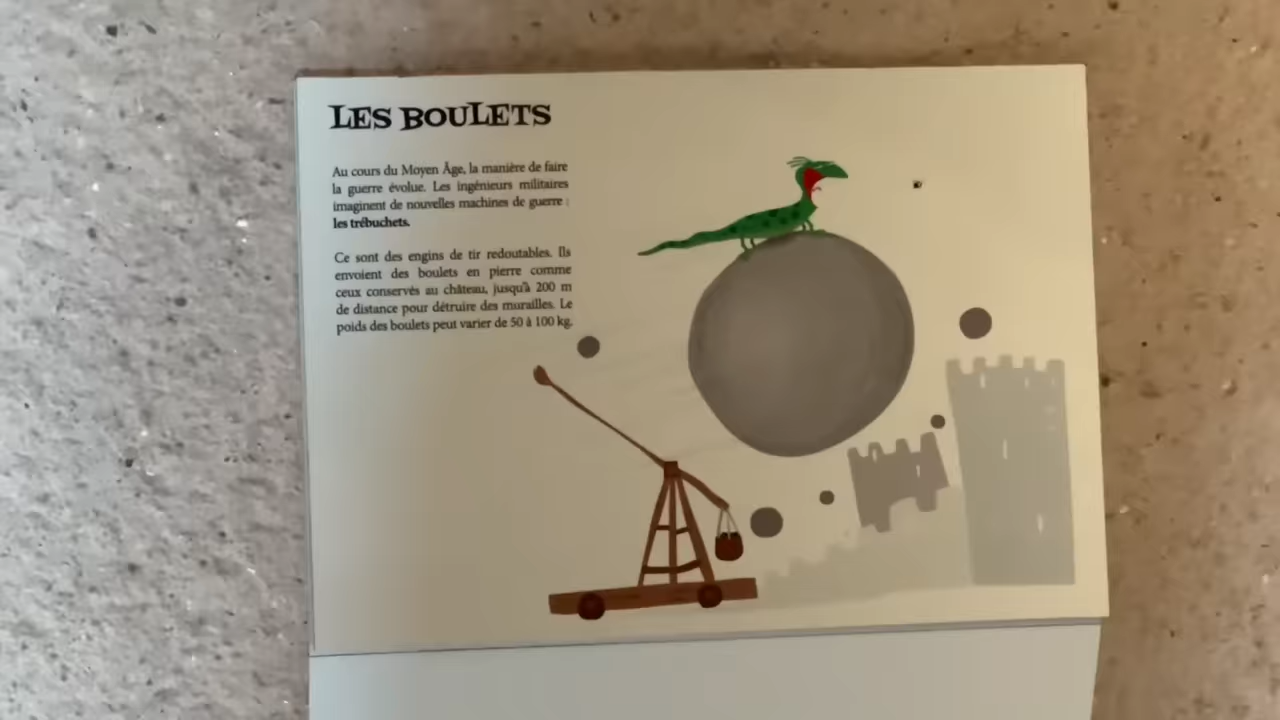 LES BOULETS
Au cours du Moyen Âge, la manière de faire
la guerre évolue. Les ingénieurs militaires
imaginent de nouvelles machines de guerre :
les trébuchets.
Ce sont des engins de tir redoutables. Ils
envoient des boulets en pierre comme
ceux conservés au château, jusqu'à 200 m
de distance pour détruire des murailles. Le
poids des boulets peut varier de 50 à 100 kg.